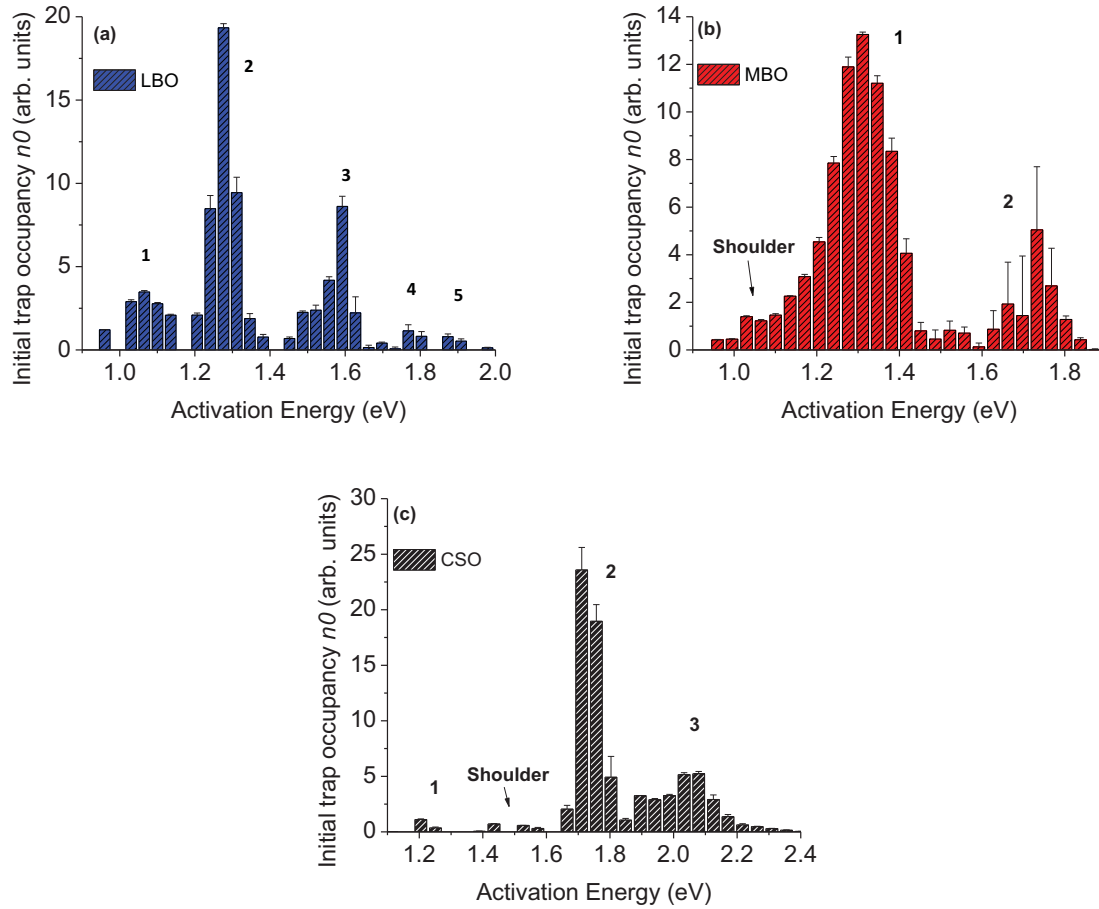 (a)
LBO
1
2
3
4
5
20
15
10
5
0
1.0 1.2 1.4 1.6 1.8 2.0
Initial trap occupancy n0 (arb. units)
Activation Energy (eV)
(b)
MBO
1
2
Shoulder
14
12
10
8
6
4
2
0
1.0 1.2 1.4 1.6 1.8
Initial trap occupancy n0 (arb. units)
Activation Energy (eV)
(c)
CSO
1
Shoulder
2
3
30
25
20
15
10
5
0
1.2 1.4 1.6 1.8 2.0 2.2 2.4
Initial trap occupancy n0 (arb. units)
Activation Energy (eV)